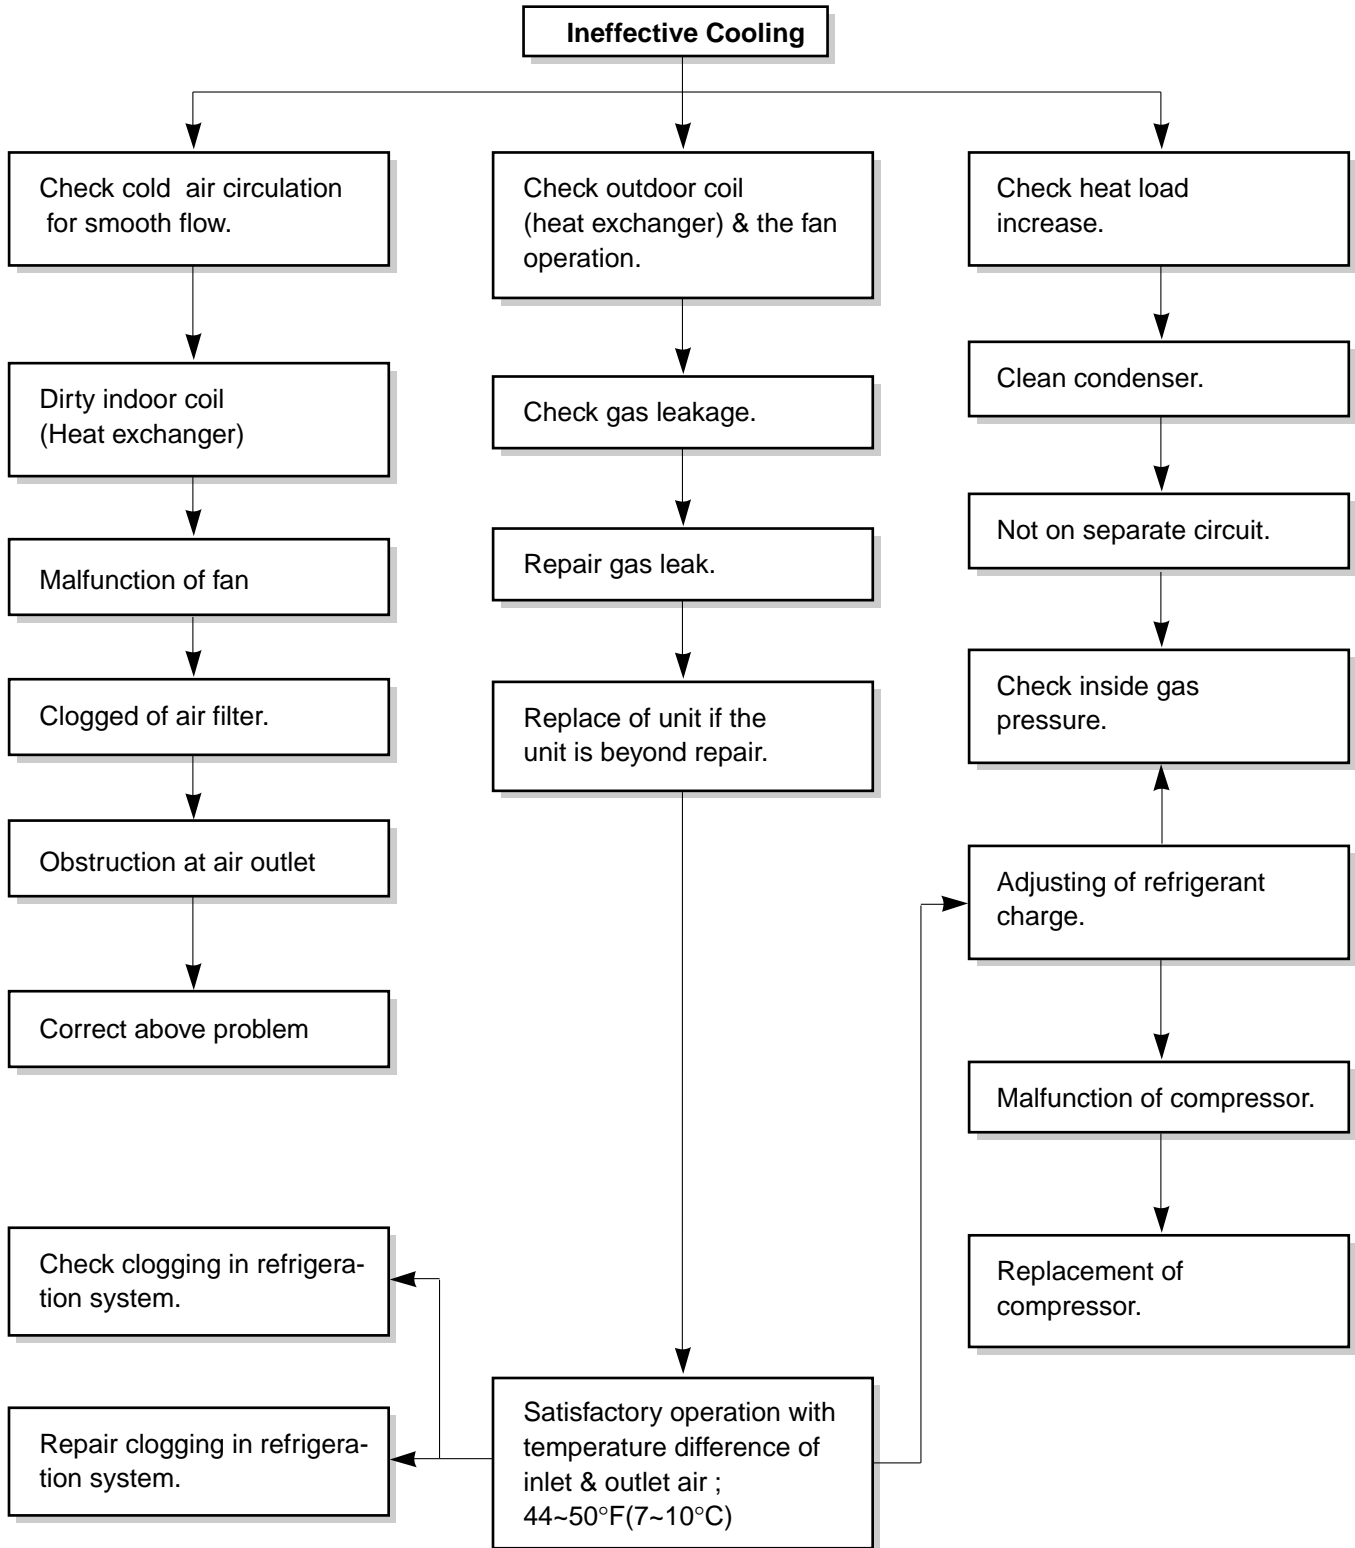 Ineffective Cooling
Check cold air circulation
for smooth flow.
Dirty indoor coil
(Heat exchanger)
Malfunction of fan
Clogged of air filter.
Obstruction at air outlet
Correct above problem
Check outdoor coil
(heat exchanger) & the fan
operation.
Check gas leakage.
Repair gas leak.
Replace of unit if the
unit is beyond repair.
Check heat load
increase.
Clean condenser.
Not on separate circuit.
Check inside gas
pressure.
Adjusting of refrigerant
charge.
Malfunction of compressor.
Replacement of
compressor.
Check clogging in refrigera-
tion system.
Repair clogging in refrigera-
tion system.
Satisfactory operation with
temperature difference of
inlet & outlet air ;
44~50°F(7~10°C)